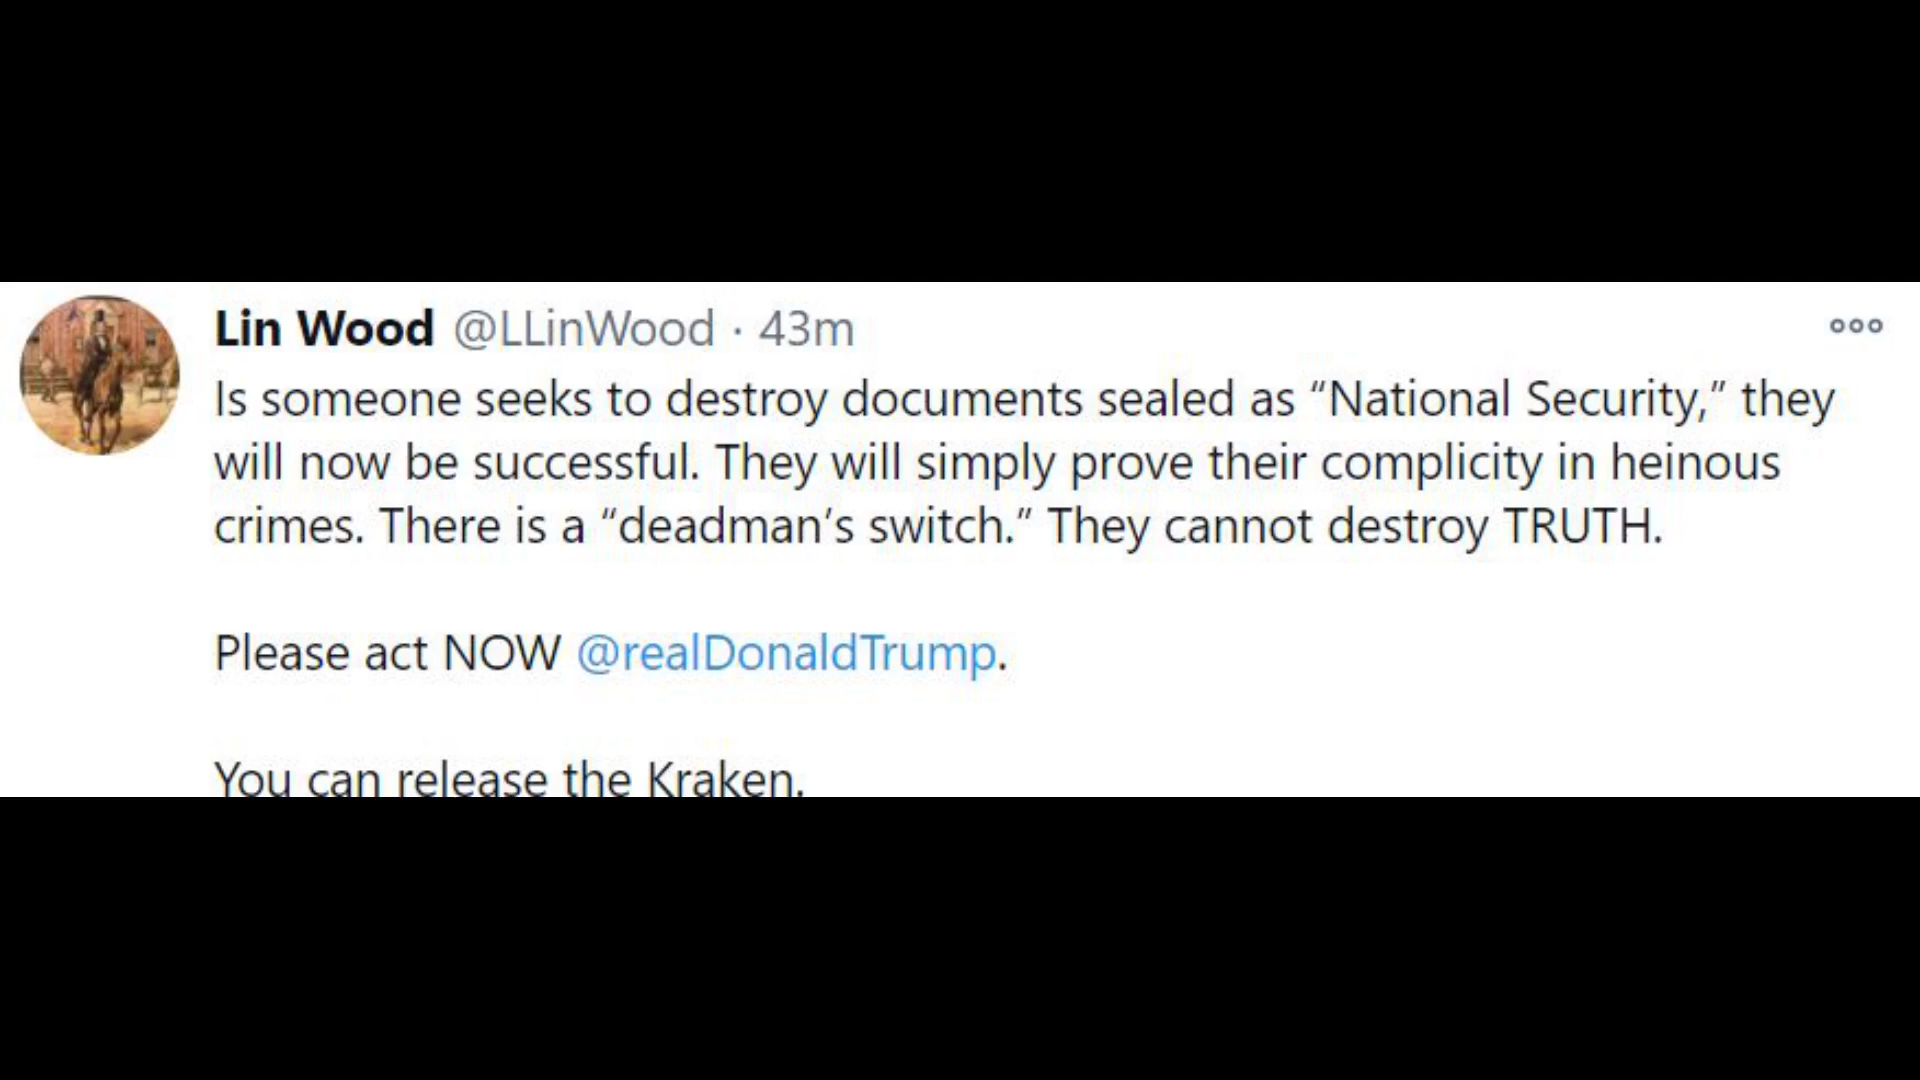 Lin Wood @LLinWood · 43m
Is someone seeks to destroy documents sealed as “National Security,” they
will now be successful. They will simply prove their complicity in heinous
crimes. There is a “deadman’s switch.” They cannot destroy TRUTH.
Please act NOW @realDonaldTrump.
You can release the Kraken.